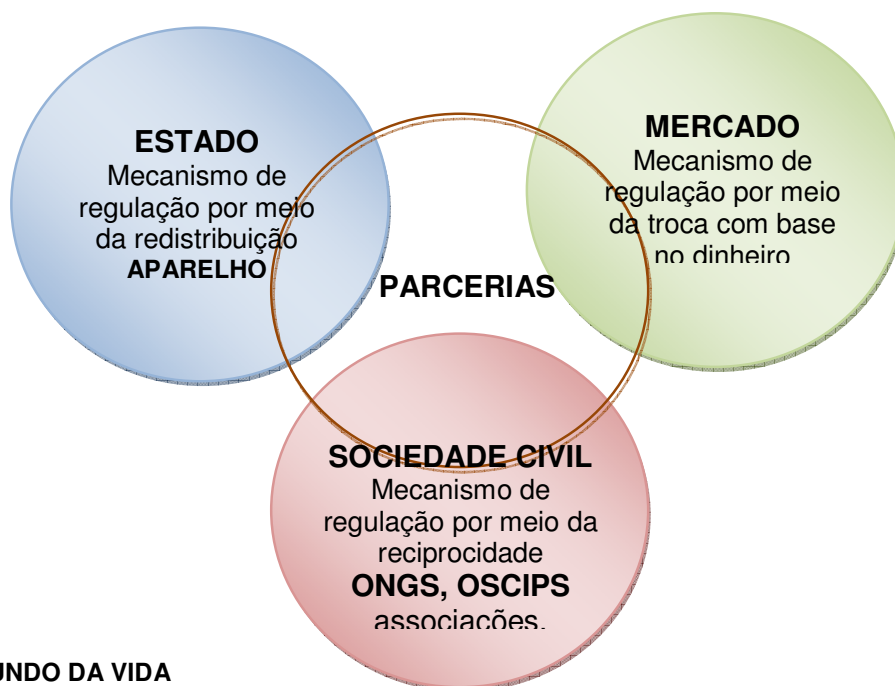 ESTADO
Mecanismo de
regulação por meio
da redistribuição
APARELHO
MERCADO
Mecanismo de
regulação por meio
da troca com base
no dinheiro
PARCERIAS
SOCIEDADE CIVIL
Mecanismo de
regulação por meio da
reciprocidade
ONGS, OSCIPS
associações.
UNDO DA VIDA